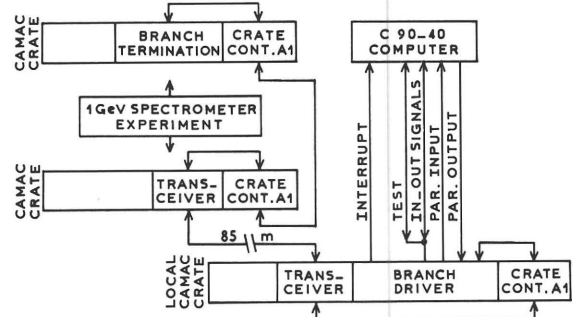 CAMAC
CRATE
BRANCH
TERMINATION
CRATE
CONT.A1
C 90-40
COMPUTER
1GeV SPECTROMETER
EXPERIMENT
CAMAC
CRATE
TRANS-
CEIVER
CRATE
CONT.A1
INTERRUPT
TEST
IN_OUT SIGNALS
PAR. INPUT
PAR. OUTPUT
85 m
LOCAL
CAMAC
CRATE
TRANS-
CEIVER
BRANCH
DRIVER
CRATE
CONT.A1